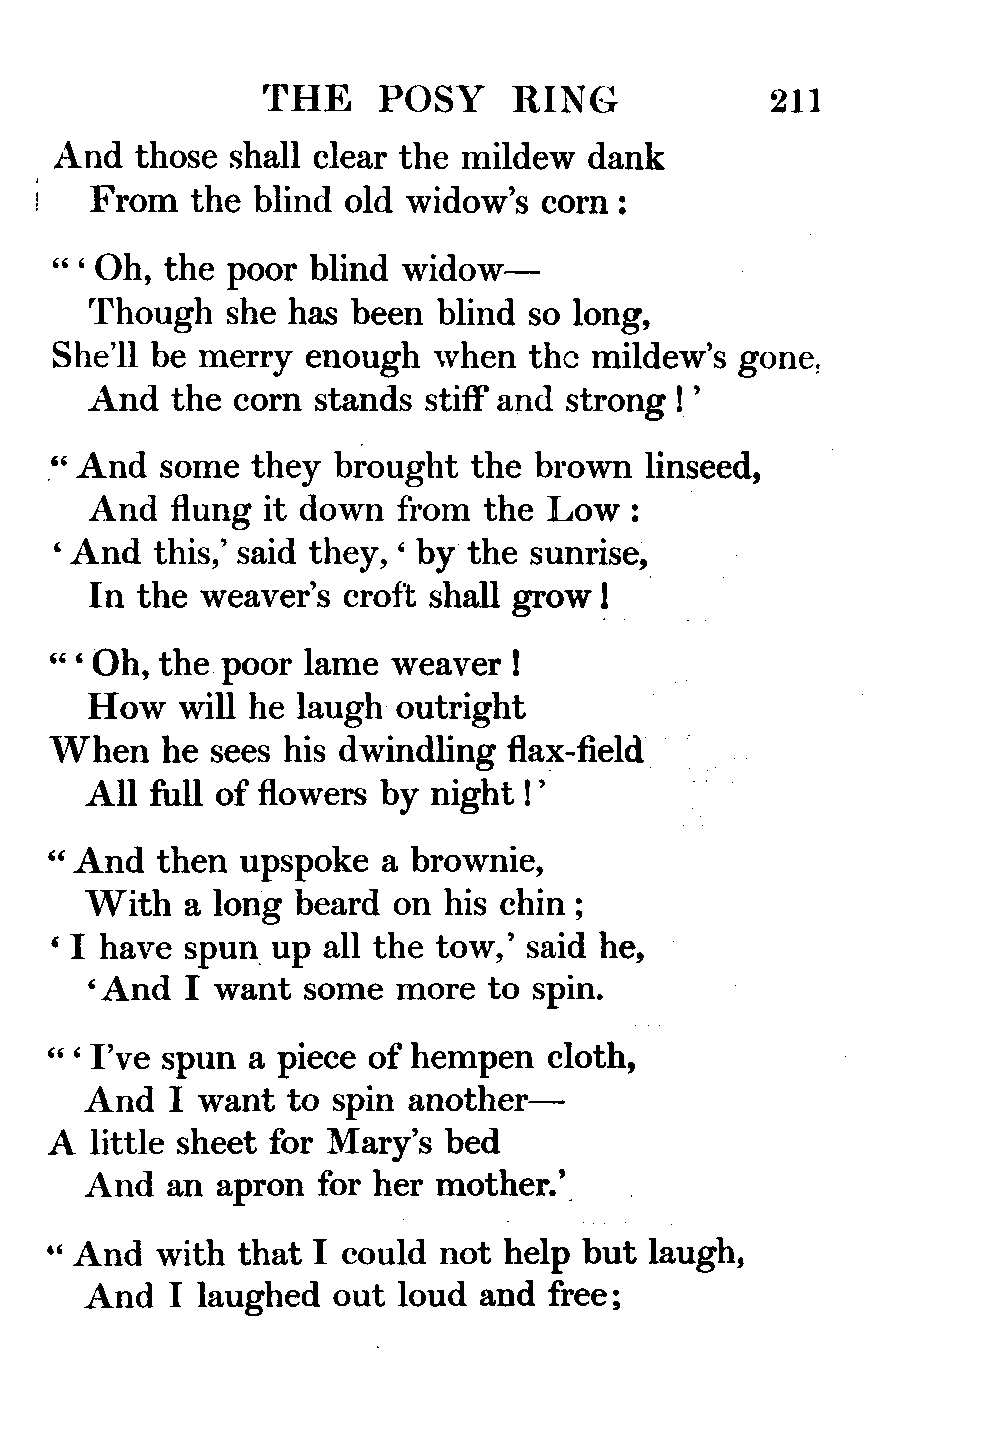 THE POSY RING 211
And those shall clear the mildew dank
From the blind old widow's corn :
" ' Oh, the poor blind widow—
Though she has been blind so long,
She'll be merry enough when the mildew's gone,
And the corn stands stiff and strong ! '
" And some they brought the brown linseed,
And flung it down from the Low :
' And this,' said they, ' by the sunrise,
In the weaver's croft shall grow !
" ' Oh, the poor lame weaver !
How will he laugh outright
When he sees his dwindling flax-field
All full of flowers by night ! '
" And then upspoke a brownie,
With a long beard on his chin ;
' I have spun up all the tow,' said he,
' And I want some more to spin.
" ' I've spun a piece of hempen cloth,
And I want to spin another—
A little sheet for Mary's bed
And an apron for her mother.'
" And with that I could not help but laugh,
And I laughed out loud and free;